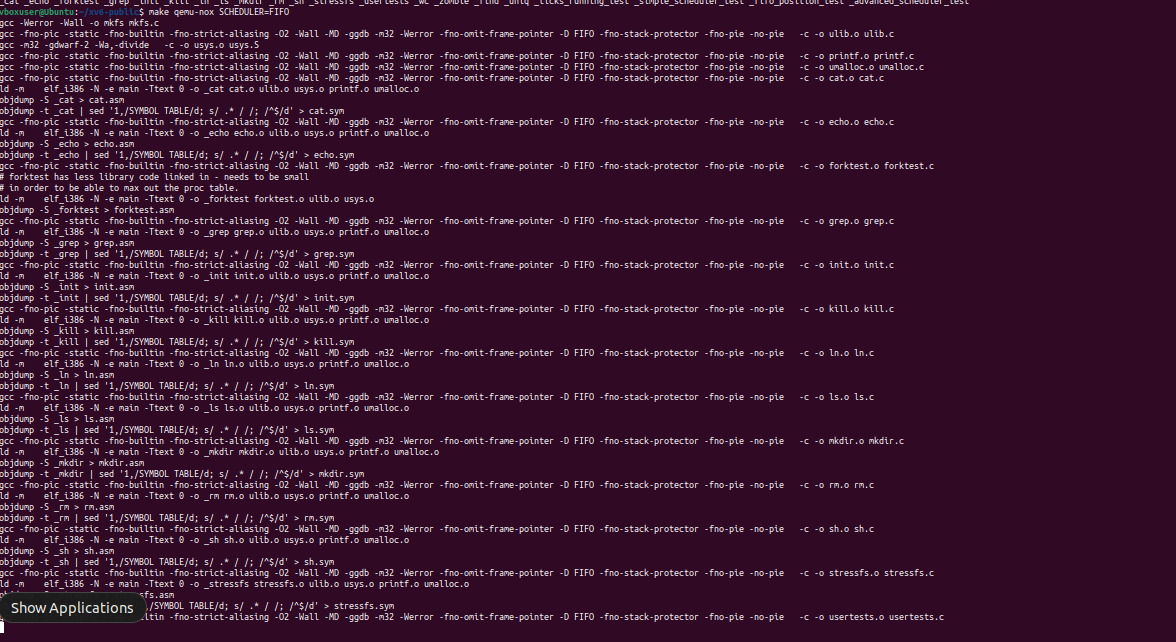 _cat _echo _forktest _grep _init _kill _ln _ls _mkdir _rm _sh _stressfs _usertests _wc _zombie _find _uniq _ticks_running_test _simple_scheduler_test _fifo_position_test _advanced_scheduler_test
vboxuser@Ubuntu:~/xv6-public$ make qemu-nox SCHEDULER=FIFO
gcc -Werror -Wall -o mkfs mkfs.c
gcc -fno-pic -static -fno-builtin -fno-strict-aliasing -O2 -Wall -MD -ggdb -m32 -Werror -fno-omit-frame-pointer -D FIFO -fno-stack-protector -fno-pie -no-pie   -c -o ulib.o ulib.c
gcc -m32 -gdwarf-2 -Wa,-divide   -c -o usys.o usys.S
gcc -fno-pic -static -fno-builtin -fno-strict-aliasing -O2 -Wall -MD -ggdb -m32 -Werror -fno-omit-frame-pointer -D FIFO -fno-stack-protector -fno-pie -no-pie   -c -o printf.o printf.c
gcc -fno-pic -static -fno-builtin -fno-strict-aliasing -O2 -Wall -MD -ggdb -m32 -Werror -fno-omit-frame-pointer -D FIFO -fno-stack-protector -fno-pie -no-pie   -c -o umalloc.o umalloc.c
gcc -fno-pic -static -fno-builtin -fno-strict-aliasing -O2 -Wall -MD -ggdb -m32 -Werror -fno-omit-frame-pointer -D FIFO -fno-stack-protector -fno-pie -no-pie   -c -o cat.o cat.c
ld -m    elf_i386 -N -e main -Ttext 0 -o _cat cat.o ulib.o usys.o printf.o umalloc.o
objdump -S _cat > cat.asm
objdump -t _cat | sed '1,/SYMBOL TABLE/d; s/ .* / /; /^$/d' > cat.sym
gcc -fno-pic -static -fno-builtin -fno-strict-aliasing -O2 -Wall -MD -ggdb -m32 -Werror -fno-omit-frame-pointer -D FIFO -fno-stack-protector -fno-pie -no-pie   -c -o echo.o echo.c
ld -m    elf_i386 -N -e main -Ttext 0 -o _echo echo.o ulib.o usys.o printf.o umalloc.o
objdump -S _echo > echo.asm
objdump -t _echo | sed '1,/SYMBOL TABLE/d; s/ .* / /; /^$/d' > echo.sym
gcc -fno-pic -static -fno-builtin -fno-strict-aliasing -O2 -Wall -MD -ggdb -m32 -Werror -fno-omit-frame-pointer -D FIFO -fno-stack-protector -fno-pie -no-pie   -c -o forktest.o forktest.c
# forktest has less library code linked in - needs to be small
# in order to be able to max out the proc table.
ld -m    elf_i386 -N -e main -Ttext 0 -o _forktest forktest.o ulib.o usys.o
objdump -S _forktest > forktest.asm
gcc -fno-pic -static -fno-builtin -fno-strict-aliasing -O2 -Wall -MD -ggdb -m32 -Werror -fno-omit-frame-pointer -D FIFO -fno-stack-protector -fno-pie -no-pie   -c -o grep.o grep.c
ld -m    elf_i386 -N -e main -Ttext 0 -o _grep grep.o ulib.o usys.o printf.o umalloc.o
objdump -S _grep > grep.asm
objdump -t _grep | sed '1,/SYMBOL TABLE/d; s/ .* / /; /^$/d' > grep.sym
gcc -fno-pic -static -fno-builtin -fno-strict-aliasing -O2 -Wall -MD -ggdb -m32 -Werror -fno-omit-frame-pointer -D FIFO -fno-stack-protector -fno-pie -no-pie   -c -o init.o init.c
ld -m    elf_i386 -N -e main -Ttext 0 -o _init init.o ulib.o usys.o printf.o umalloc.o
objdump -S _init > init.asm
objdump -t _init | sed '1,/SYMBOL TABLE/d; s/ .* / /; /^$/d' > init.sym
gcc -fno-pic -static -fno-builtin -fno-strict-aliasing -O2 -Wall -MD -ggdb -m32 -Werror -fno-omit-frame-pointer -D FIFO -fno-stack-protector -fno-pie -no-pie   -c -o kill.o kill.c
ld -m    elf_i386 -N -e main -Ttext 0 -o _kill kill.o ulib.o usys.o printf.o umalloc.o
objdump -S _kill > kill.asm
objdump -t _kill | sed '1,/SYMBOL TABLE/d; s/ .* / /; /^$/d' > kill.sym
gcc -fno-pic -static -fno-builtin -fno-strict-aliasing -O2 -Wall -MD -ggdb -m32 -Werror -fno-omit-frame-pointer -D FIFO -fno-stack-protector -fno-pie -no-pie   -c -o ln.o ln.c
ld -m    elf_i386 -N -e main -Ttext 0 -o _ln ln.o ulib.o usys.o printf.o umalloc.o
objdump -S _ln > ln.asm
objdump -t _ln | sed '1,/SYMBOL TABLE/d; s/ .* / /; /^$/d' > ln.sym
gcc -fno-pic -static -fno-builtin -fno-strict-aliasing -O2 -Wall -MD -ggdb -m32 -Werror -fno-omit-frame-pointer -D FIFO -fno-stack-protector -fno-pie -no-pie   -c -o ls.o ls.c
ld -m    elf_i386 -N -e main -Ttext 0 -o _ls ls.o ulib.o usys.o printf.o umalloc.o
objdump -S _ls > ls.asm
objdump -t _ls | sed '1,/SYMBOL TABLE/d; s/ .* / /; /^$/d' > ls.sym
gcc -fno-pic -static -fno-builtin -fno-strict-aliasing -O2 -Wall -MD -ggdb -m32 -Werror -fno-omit-frame-pointer -D FIFO -fno-stack-protector -fno-pie -no-pie   -c -o mkdir.o mkdir.c
ld -m    elf_i386 -N -e main -Ttext 0 -o _mkdir mkdir.o ulib.o usys.o printf.o umalloc.o
objdump -S _mkdir > mkdir.asm
objdump -t _mkdir | sed '1,/SYMBOL TABLE/d; s/ .* / /; /^$/d' > mkdir.sym
gcc -fno-pic -static -fno-builtin -fno-strict-aliasing -O2 -Wall -MD -ggdb -m32 -Werror -fno-omit-frame-pointer -D FIFO -fno-stack-protector -fno-pie -no-pie   -c -o rm.o rm.c
ld -m    elf_i386 -N -e main -Ttext 0 -o _rm rm.o ulib.o usys.o printf.o umalloc.o
objdump -S _rm > rm.asm
objdump -t _rm | sed '1,/SYMBOL TABLE/d; s/ .* / /; /^$/d' > rm.sym
gcc -fno-pic -static -fno-builtin -fno-strict-aliasing -O2 -Wall -MD -ggdb -m32 -Werror -fno-omit-frame-pointer -D FIFO -fno-stack-protector -fno-pie -no-pie   -c -o sh.o sh.c
ld -m    elf_i386 -N -e main -Ttext 0 -o _sh sh.o ulib.o usys.o printf.o umalloc.o
objdump -S _sh > sh.asm
objdump -t _sh | sed '1,/SYMBOL TABLE/d; s/ .* / /; /^$/d' > sh.sym
gcc -fno-pic -static -fno-builtin -fno-strict-aliasing -O2 -Wall -MD -ggdb -m32 -Werror -fno-omit-frame-pointer -D FIFO -fno-stack-protector -fno-pie -no-pie   -c -o stressfs.o stressfs.c
ld -m    elf_i386 -N -e main -Ttext 0 -o _stressfs stressfs.o ulib.o usys.o printf.o umalloc.o
sfs.asm
Show Applications
,/SYMBOL TABLE/d; s/ .* / /; /^$/d' > stressfs.sym
ltin -fno-strict-aliasing -O2 -Wall -MD -ggdb -m32 -Werror -fno-omit-frame-pointer -D FIFO -fno-stack-protector -fno-pie -no-pie   -c -o usertests.o usertests.c